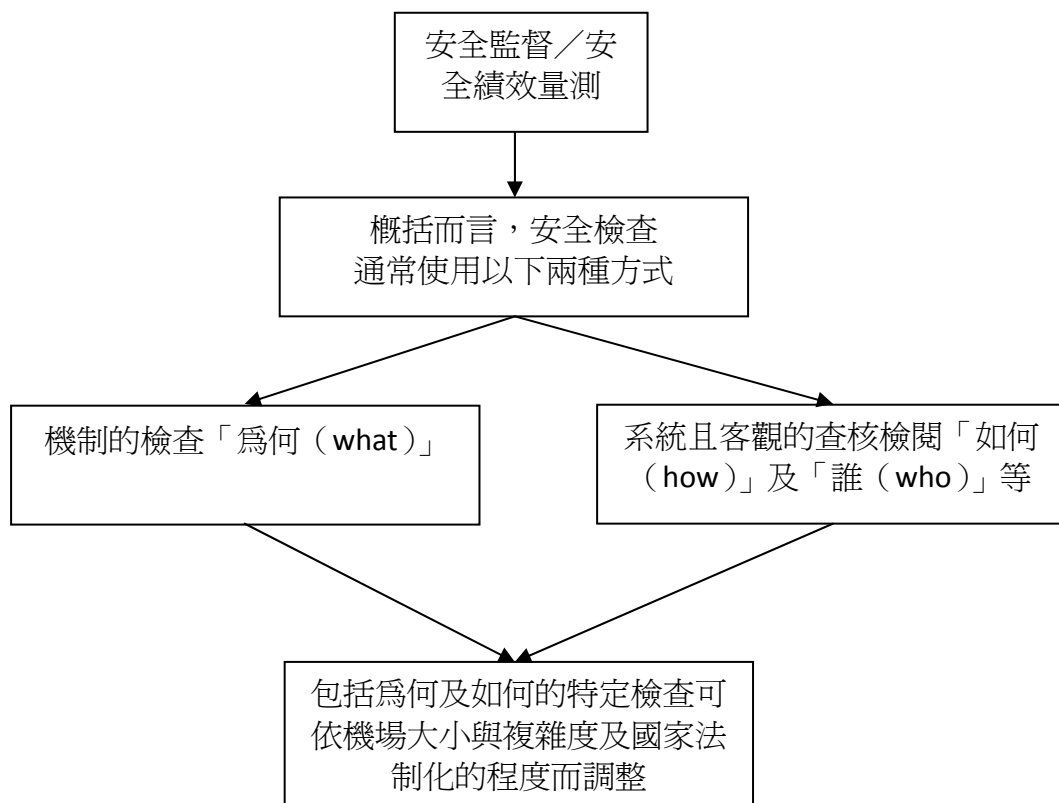 安全監督／安
全績效量測
概括而言，安全檢查
通常使用以下兩種方式
機制的檢查「為何（what）」
系統且客觀的查核檢閱「如何
（how）」及「誰（who）」等
包括為何及如何的特定檢查可
依機場大小與複雜度及國家法
制化的程度而調整